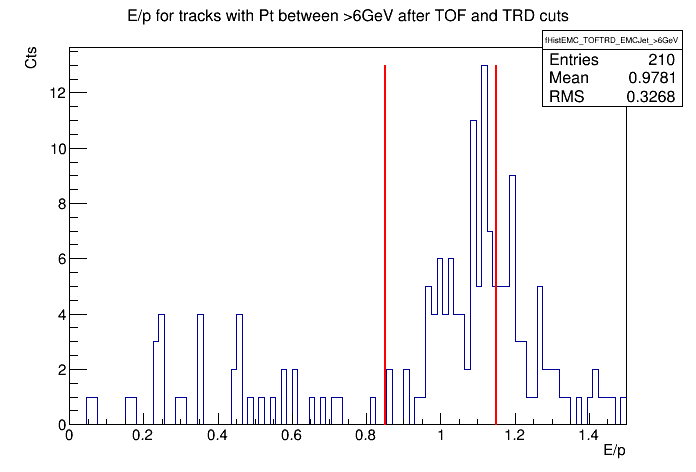 E/p for tracks with Pt between >6GeV after TOF and TRD cuts
fHistEMC_TOFTRD_EMCJet_>6GeV
Entries 210
Mean 0.9781
RMS 0.3268
Cts
12
10
8
6
4
2
0
0 0.2 0.4 0.6 0.8 1 1.2 1.4
E/p